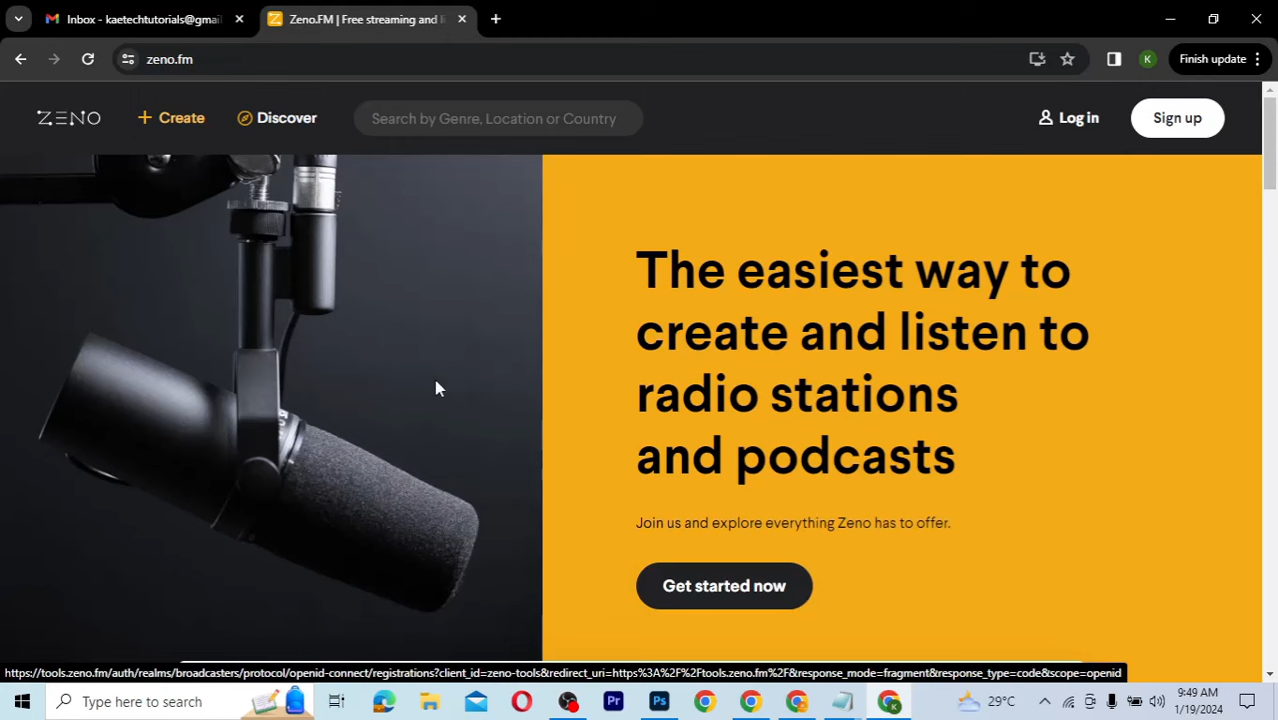 Inbox - kaetechtutorials@gmai
Zeno.FM | Free streaming and li
zeno.fm
K
Finish update
ZENO
+ Create
Discover
Search by Genre, Location or Country
Log in
Sign up
The easiest way to
create and listen to
radio stations
and podcasts
Join us and explore everything Zeno has to offer.
Get started now
https://tools.zeno.fm/auth/realms/broadcasters/protocol/openid-connect/registrations?client_id=zeno-tools&redirect_uri=https%3A%2F%2Ftools.zeno.fm%2F&response_mode=fragment&response_type=code&scope=openid
Type here to search
Pr
Ps
K
29°C
9:49 AM
1/19/2024